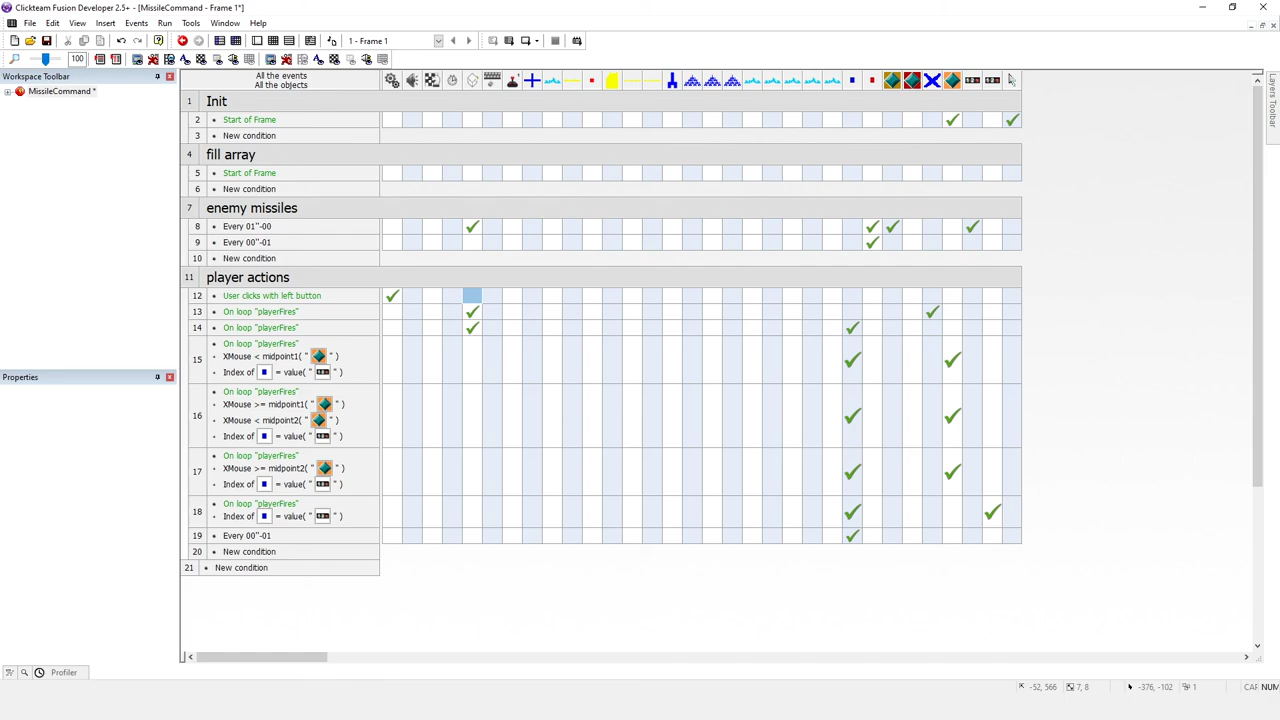 Clickteam Fusion Developer 2.5+ - [MissileCommand - Frame 1*]
File Edit View Insert Events Run Tools Window Help
1 - Frame 1
100
Workspace Toolbar
MissileCommand *
Properties
Profiler
All the events
All the objects
1 Init
2 • Start of Frame
3 • New condition
4 fill array
5 • Start of Frame
6 • New condition
7 enemy missiles
8 • Every 01"-00
9 • Every 00"-01
10 • New condition
11 player actions
12 • User clicks with left button
13 • On loop "playerFires"
14 • On loop "playerFires"
15 • On loop "playerFires"
• XMouse < midpoint1( " " )
• Index of = value( " " )
16 • On loop "playerFires"
• XMouse >= midpoint1( " " )
• XMouse < midpoint2( " " )
• Index of = value( " " )
17 • On loop "playerFires"
• XMouse >= midpoint2( " " )
• Index of = value( " " )
18 • On loop "playerFires"
• Index of = value( " " )
19 • Every 00"-01
20 • New condition
21 • New condition
Layers Toolbar
-52, 566 7, 8 -376, -102 1 CAP NUM